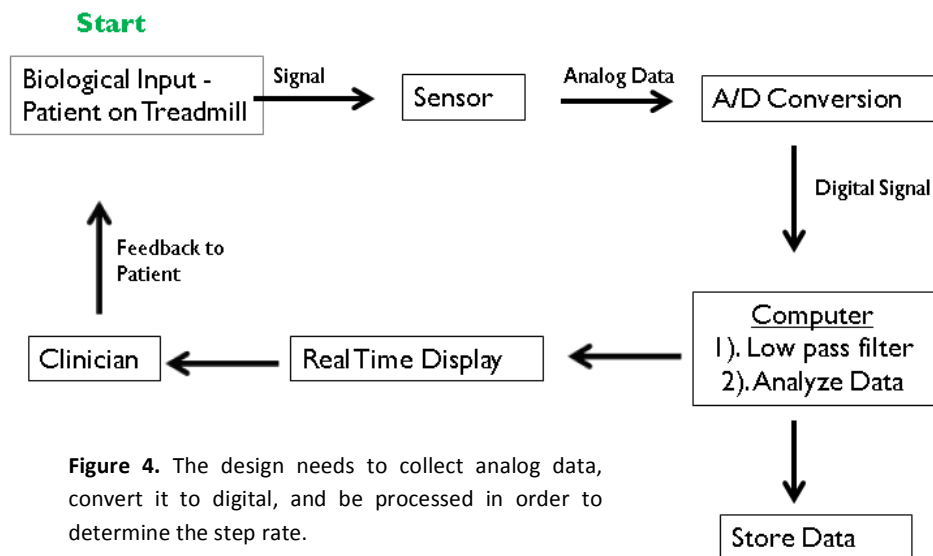 Start
Biological Input -
Patient on Treadmill
Signal
Sensor
Analog Data
A/D Conversion
Digital Signal
Computer
1). Low pass filter
2). Analyze Data
Real Time Display
Clinician
Feedback to
Patient
Store Data
Figure 4. The design needs to collect analog data,
convert it to digital, and be processed in order to
determine the step rate.